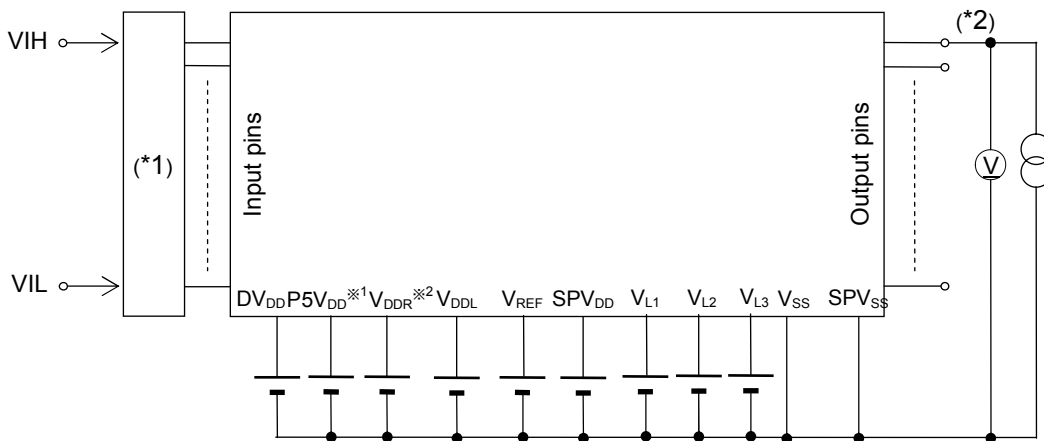 VIH
(*2)
Input pins
(*1)
Output pins
V
VIL
DVDD P5VDD※1 VDDR※2 VDDL VREF SPVDD VL1 VL2 VL3 VSS SPVSS